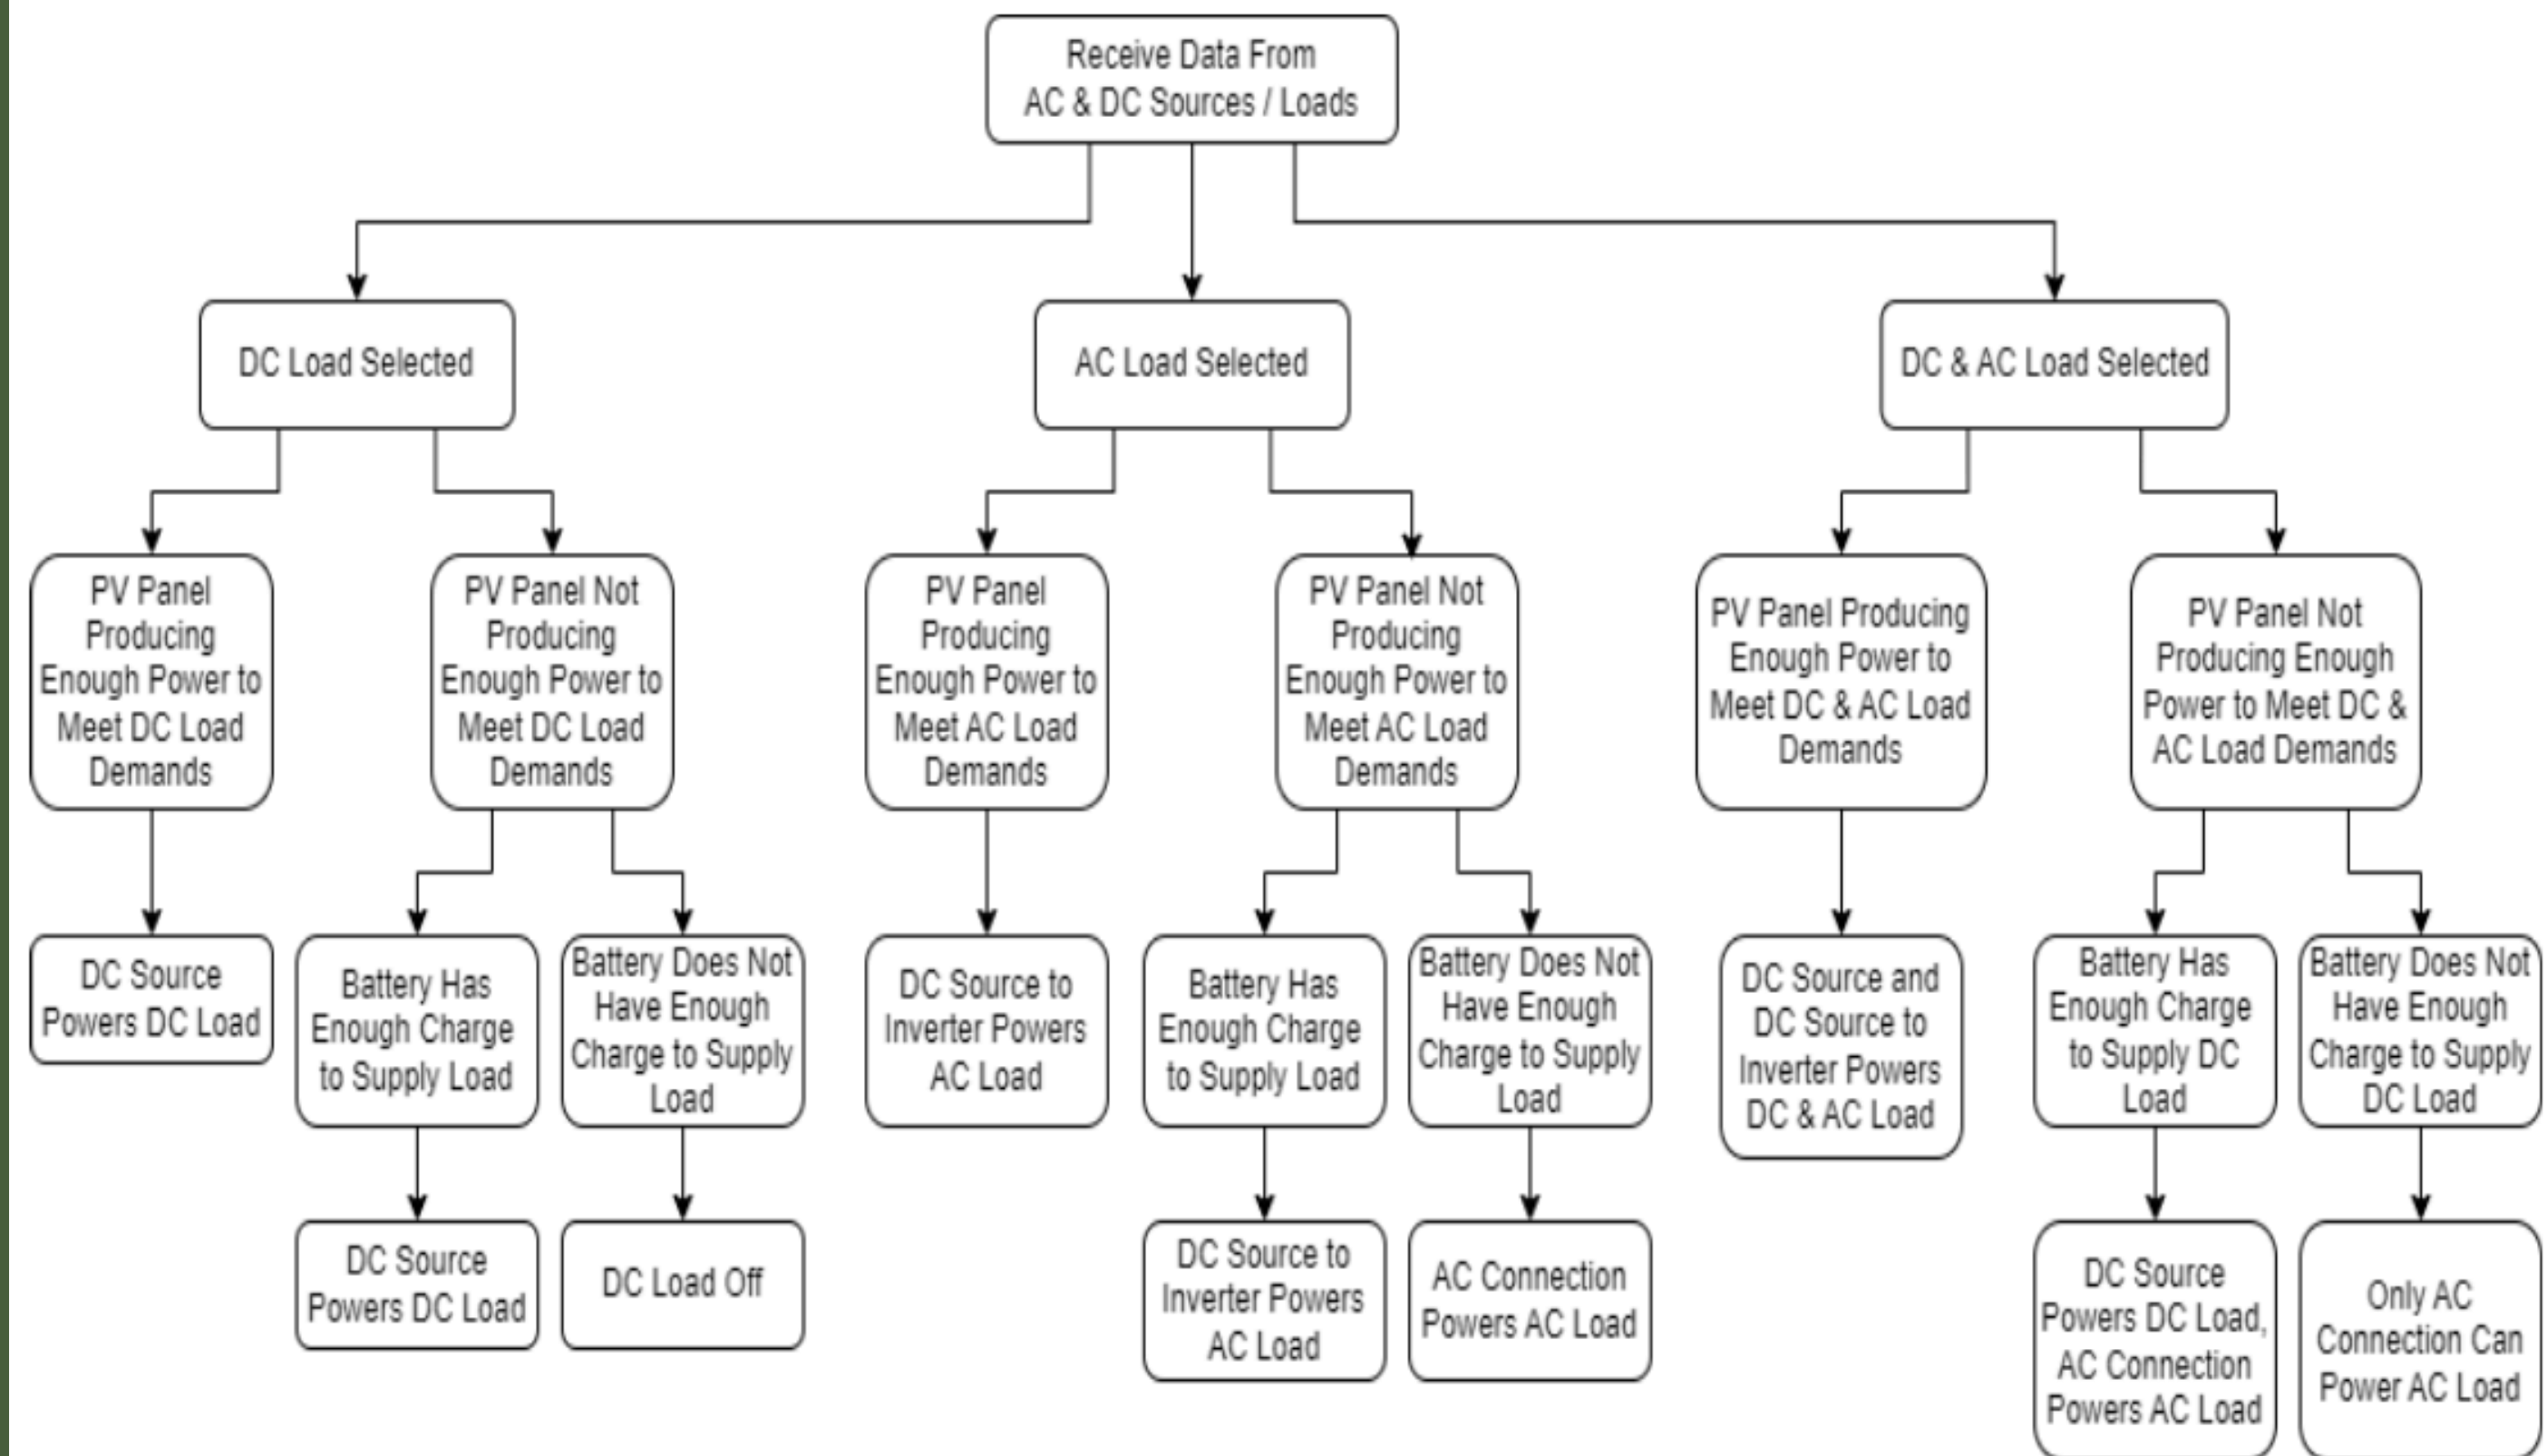 Receive Data From
AC & DC Sources / Loads
DC Load Selected
AC Load Selected
DC & AC Load Selected
PV Panel
Producing
Enough Power to
Meet DC Load
Demands
PV Panel Not
Producing
Enough Power to
Meet DC Load
Demands
PV Panel
Producing
Enough Power to
Meet AC Load
Demands
PV Panel Not
Producing
Enough Power to
Meet AC Load
Demands
PV Panel Producing
Enough Power to
Meet DC & AC Load
Demands
PV Panel Not
Producing Enough
Power to Meet DC &
AC Load Demands
DC Source
Powers DC Load
Battery Has
Enough Charge
to Supply Load
Battery Does Not
Have Enough
Charge to Supply
Load
DC Source to
Inverter Powers
AC Load
Battery Has
Enough Charge
to Supply Load
Battery Does Not
Have Enough
Charge to Supply
Load
DC Source and
DC Source to
Inverter Powers
DC & AC Load
Battery Has
Enough Charge
to Supply DC
Load
Battery Does Not
Have Enough
Charge to Supply
DC Load
DC Source
Powers DC Load
DC Load Off
DC Source to
Inverter Powers
AC Load
AC Connection
Powers AC Load
DC Source
Powers DC Load,
AC Connection
Powers AC Load
Only AC
Connection Can
Power AC Load